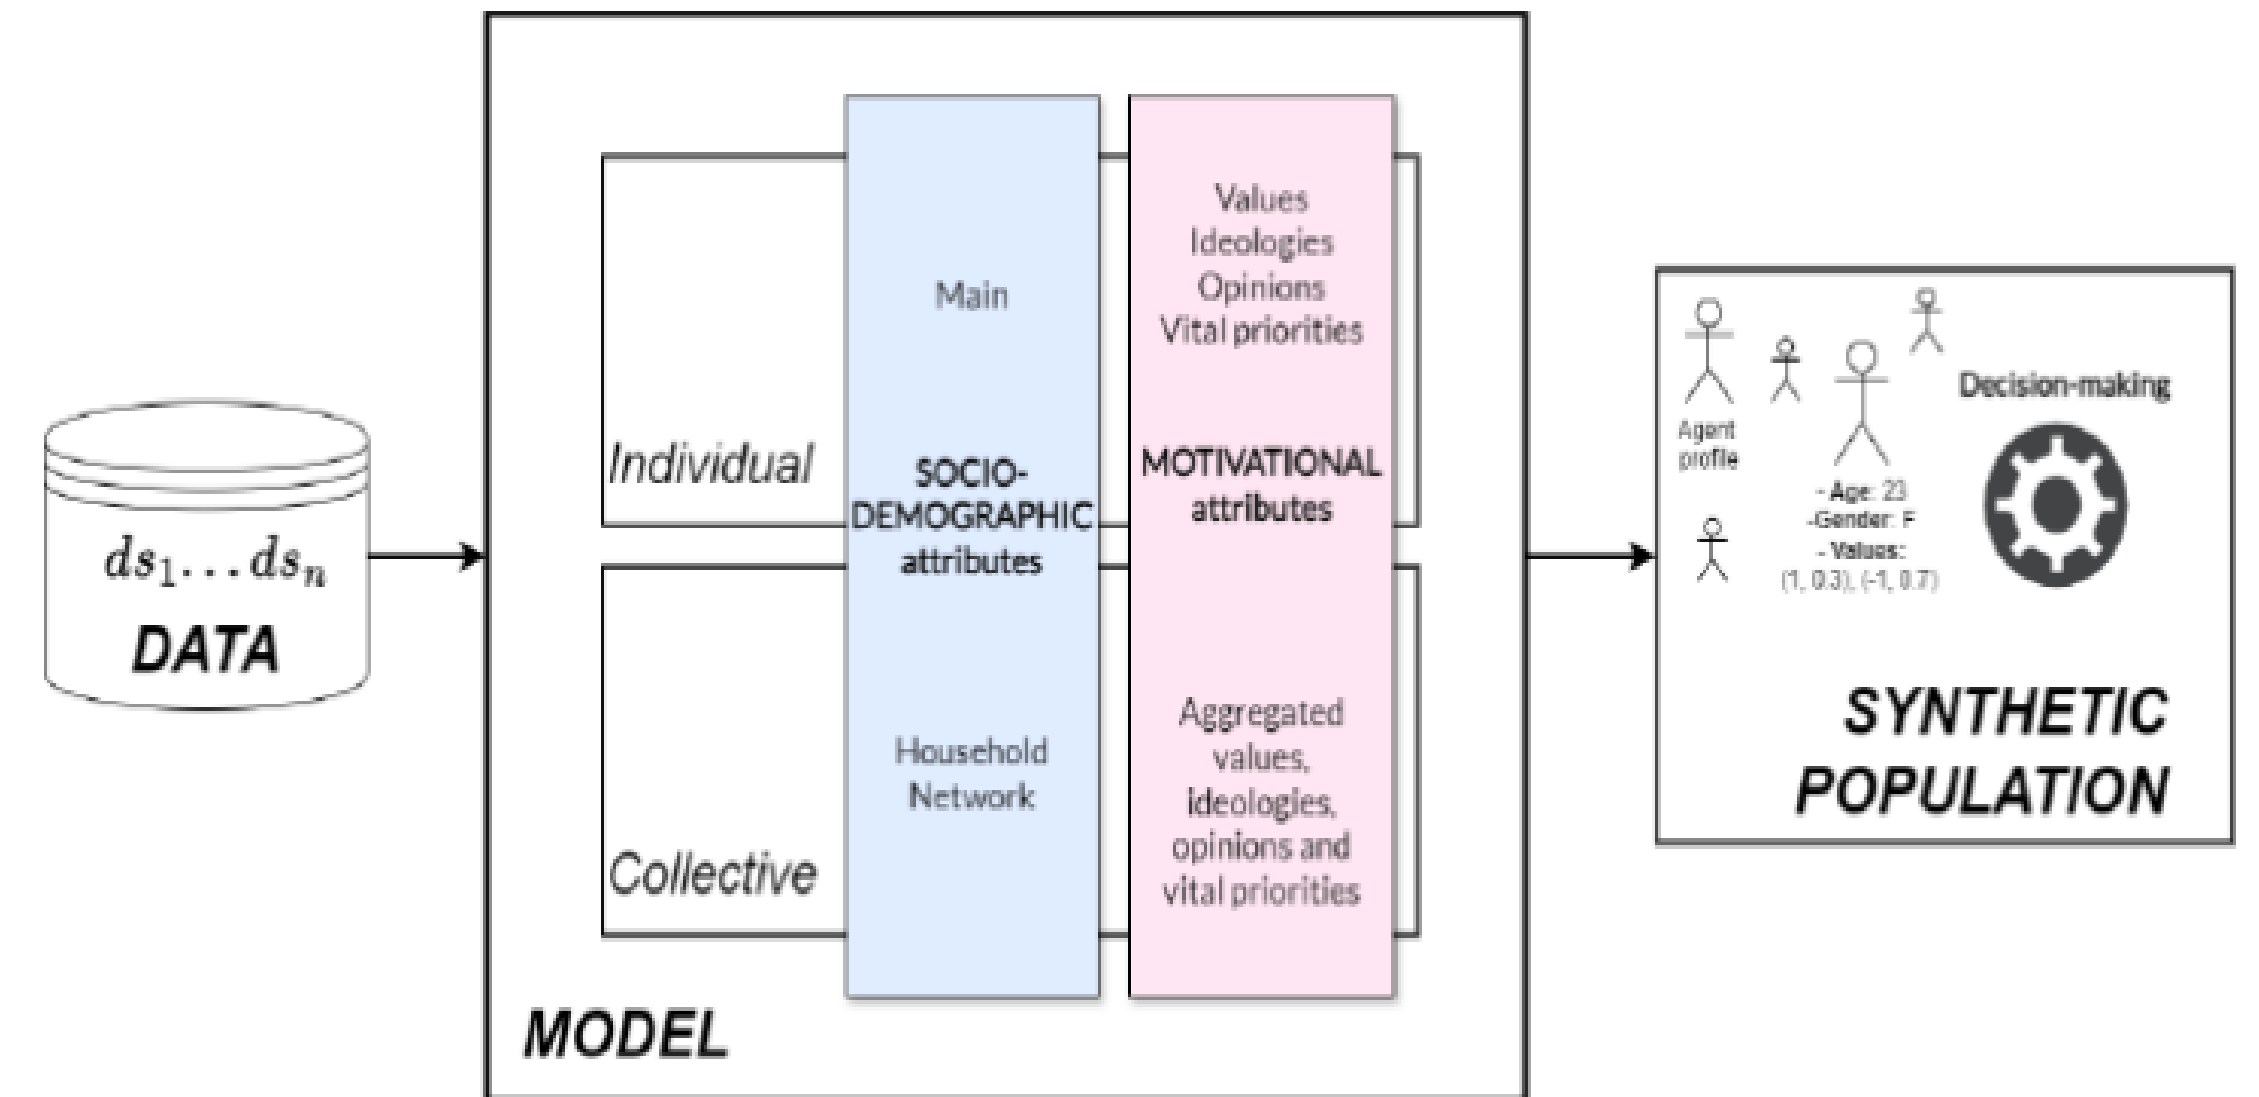 ds1...dsn
DATA
MODEL
Individual
Collective
Main
SOCIO-
DEMOGRAPHIC
attributes
Household
Network
Values
Ideologies
Opinions
Vital priorities
MOTIVATIONAL
attributes
Aggregated
values,
ideologies,
opinions and
vital priorities
Agent
profile
- Age: 23
-Gender: F
- Values:
(1, 0.3), (-1, 0.7)
Decision-making
SYNTHETIC
POPULATION